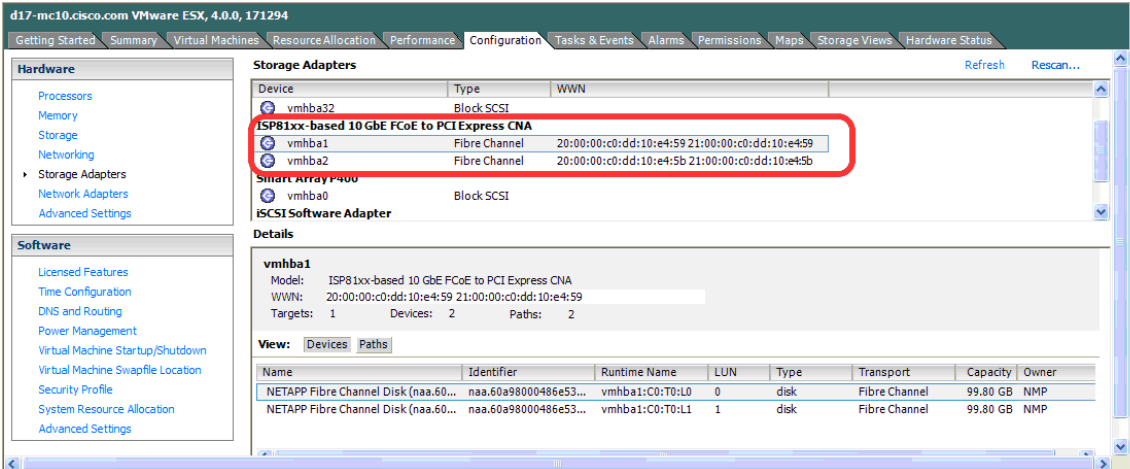 d17-mc10.cisco.com VMware ESX, 4.0.0, 171294
Getting Started Summary Virtual Machines Resource Allocation Performance Configuration Tasks & Events Alarms Permissions Maps Storage Views Hardware Status
Hardware
Processors
Memory
Storage
Networking
Storage Adapters
Network Adapters
Advanced Settings
Software
Licensed Features
Time Configuration
DNS and Routing
Power Management
Virtual Machine Startup/Shutdown
Virtual Machine Swapfile Location
Security Profile
System Resource Allocation
Advanced Settings
Storage Adapters Refresh Rescan...
Device Type WWN
vmhba32 Block SCSI
ISP81xx-based 10 GbE FCoE to PCI Express CNA
vmhba1 Fibre Channel 20:00:00:c0:dd:10:e4:59 21:00:00:c0:dd:10:e4:59
vmhba2 Fibre Channel 20:00:00:c0:dd:10:e4:5b 21:00:00:c0:dd:10:e4:5b
Smart Array P400
vmhba0 Block SCSI
iSCSI Software Adapter
Details
vmhba1
Model: ISP81xx-based 10 GbE FCoE to PCI Express CNA
WWN: 20:00:00:c0:dd:10:e4:59 21:00:00:c0:dd:10:e4:59
Targets: 1 Devices: 2 Paths: 2
View: Devices Paths
Name Identifier Runtime Name LUN Type Transport Capacity Owner
NETAPP Fibre Channel Disk (naa.60... naa.60a98000486e53... vmhba1:C0:T0:L0 0 disk Fibre Channel 99.80 GB NMP
NETAPP Fibre Channel Disk (naa.60... naa.60a98000486e53... vmhba1:C0:T0:L1 1 disk Fibre Channel 99.80 GB NMP